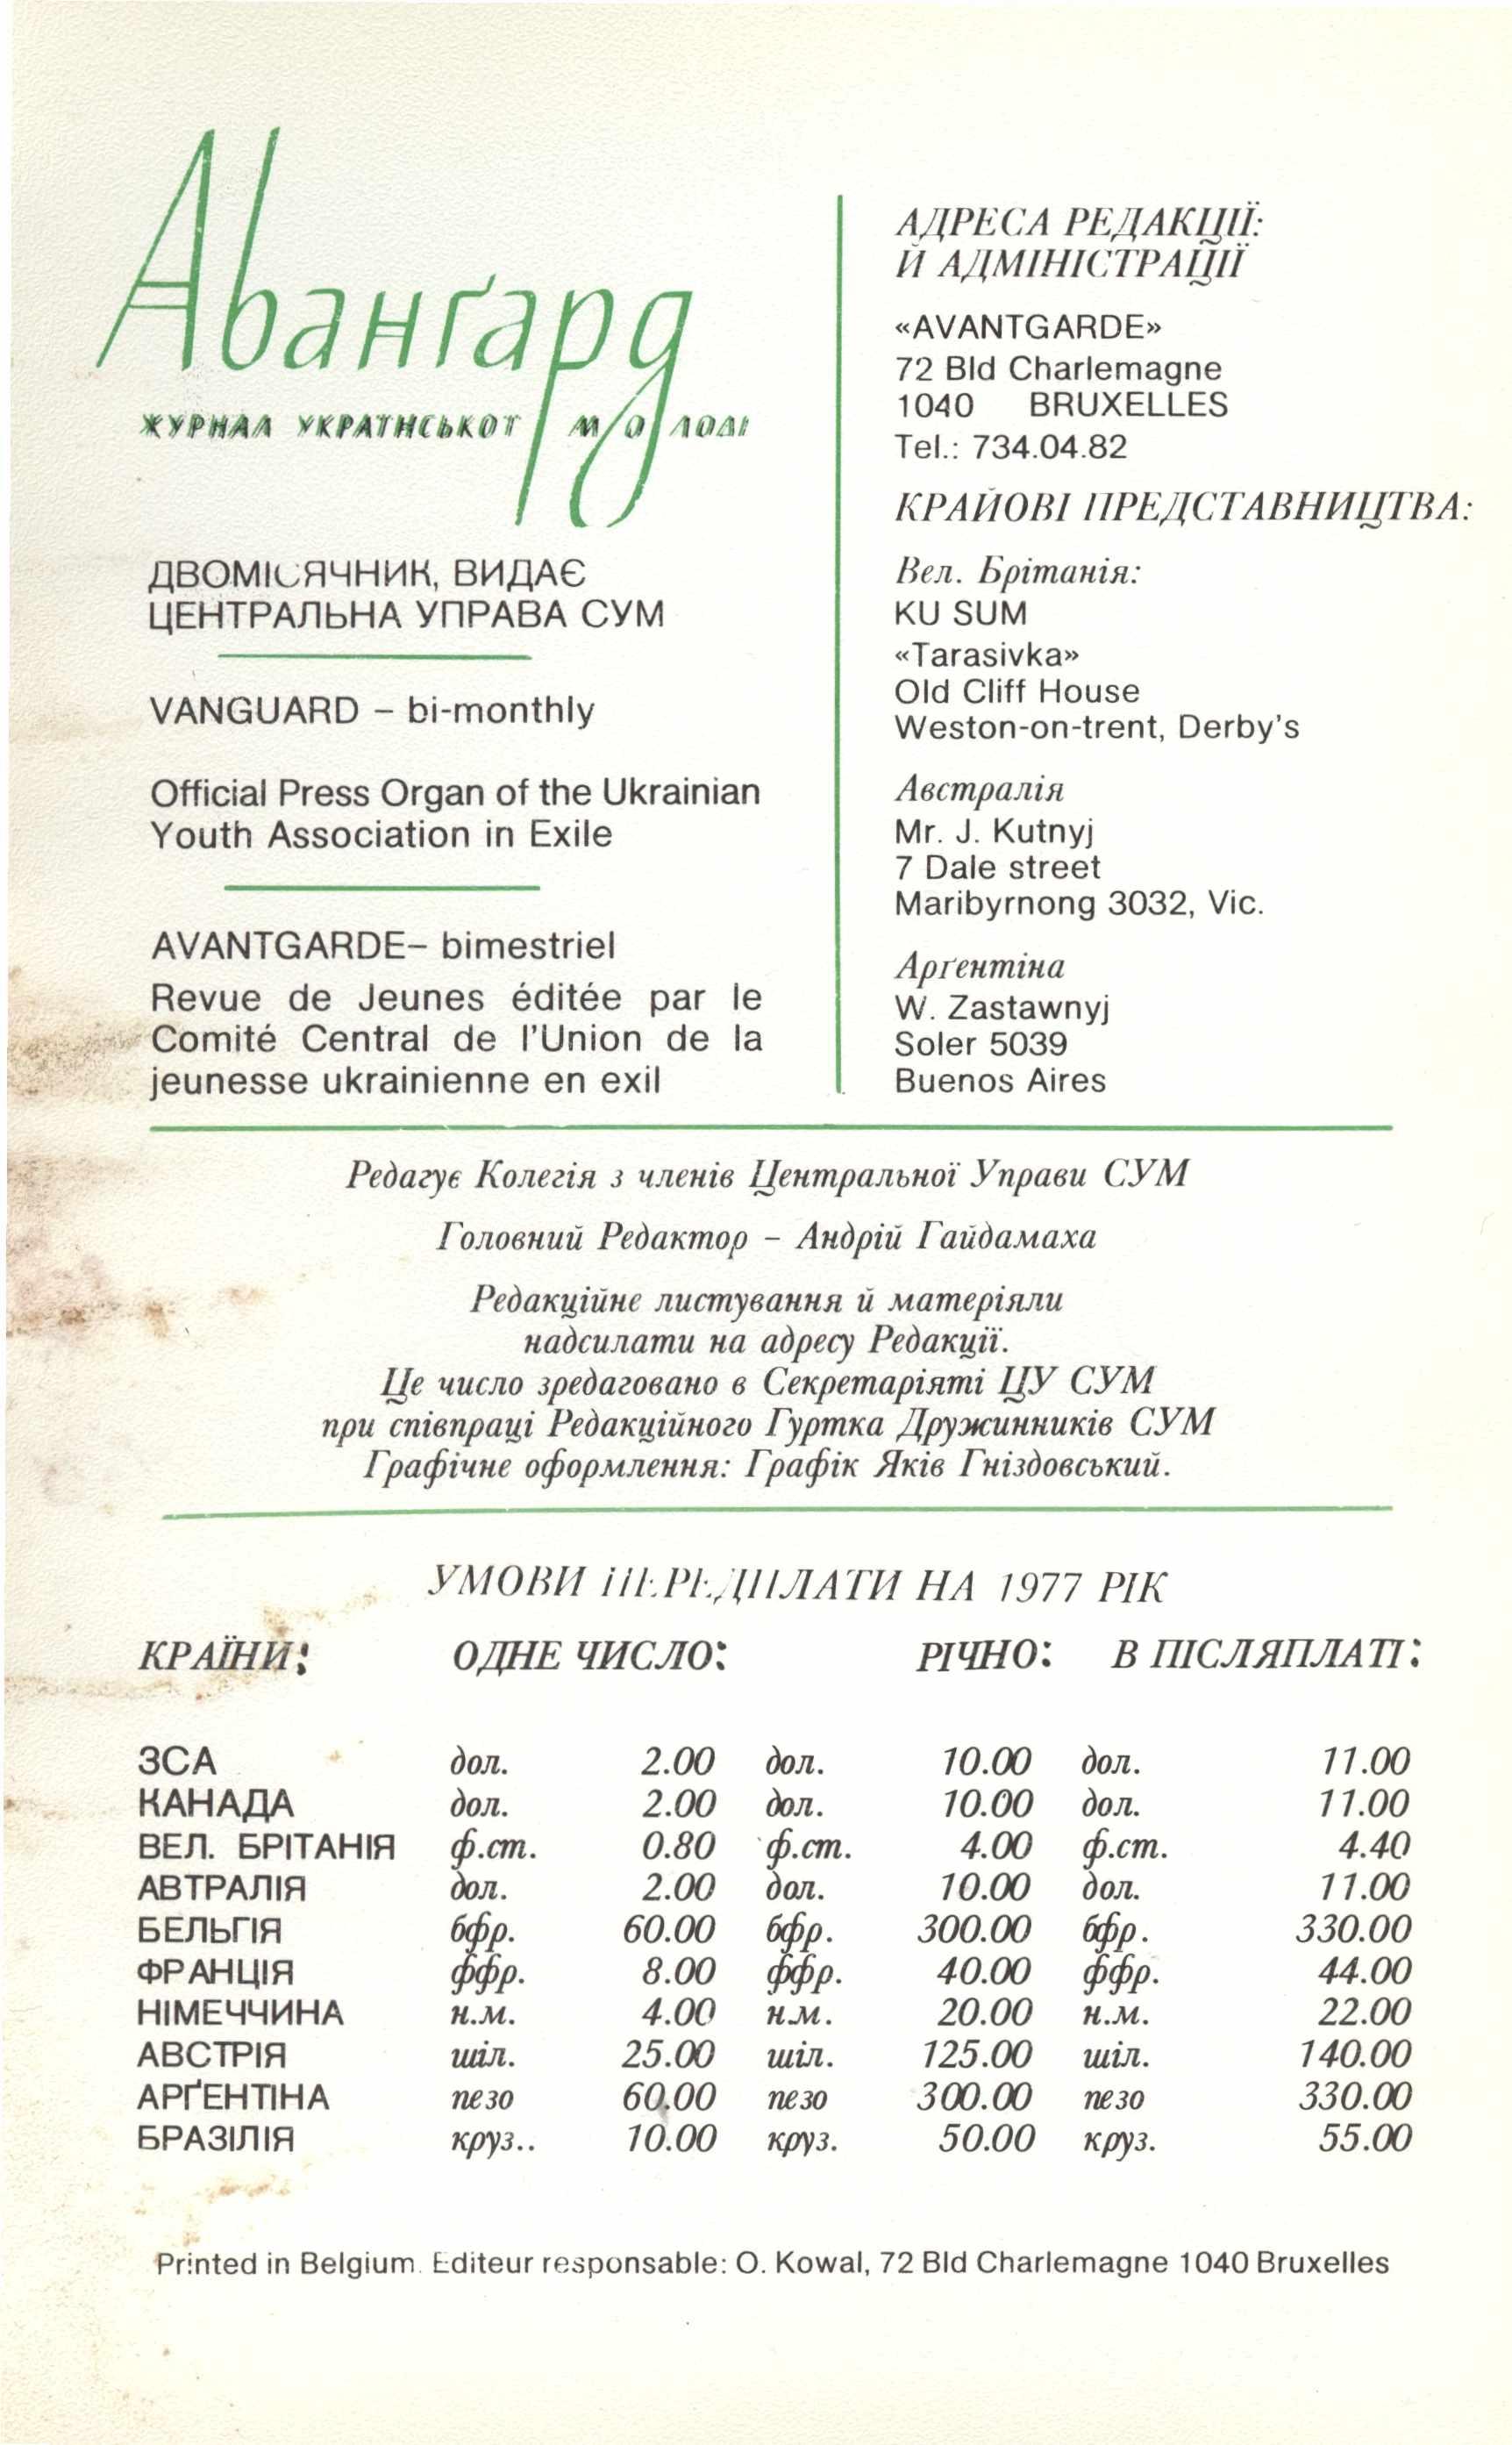 Авангард
ЖУРНАЛ УКРАЇНСЬКОЇ МОЛОДІ
ДВОМІСЯЧНИК, ВИДАЄ
ЦЕНТРАЛЬНА УПРАВА СУМ
VANGUARD – bi-monthly
Official Press Organ of the Ukrainian
Youth Association in Exile
AVANTGARDE– bimestriel
Revue de Jeunes éditée par le
Comité Central de l'Union de la
jeunesse ukrainienne en exil
АДРЕСА РЕДАКЦІЇ:
Й АДМІНІСТРАЦІЇ
«AVANTGARDE»
72 Bld Charlemagne
1040 BRUXELLES
Tel.: 734.04.82
КРАЙОВІ ПРЕДСТАВНИЦТВА:
Вел. Брітанія:
KU SUM
«Tarasivka»
Old Cliff House
Weston-on-trent, Derby's
Австралія
Mr. J. Kutnyj
7 Dale street
Maribyrnong 3032, Vic.
Арґентіна
W. Zastawnyj
Soler 5039
Buenos Aires
Редагує Колегія з членів Центральної Управи СУМ
Головний Редактор – Андрій Гайдамаха
Редакційне листування й матеріяли
надсилати на адресу Редакції.
Це число зредаговано в Секретаріяті ЦУ СУМ
при співпраці Редакційного Гуртка Дружинників СУМ
Графічне оформлення: Графік Яків Гніздовський.
УМОВИ ПЕРЕДПЛАТИ НА 1977 РІК
КРАЇНИ: ОДНЕ ЧИСЛО: РІЧНО: В ПІСЛЯПЛАТІ:
ЗСА дол. 2.00 дол. 10.00 дол. 11.00
КАНАДА дол. 2.00 дол. 10.00 дол. 11.00
ВЕЛ. БРІТАНІЯ ф.ст. 0.80 ф.ст. 4.00 ф.ст. 4.40
АВТРАЛІЯ дол. 2.00 дол. 10.00 дол. 11.00
БЕЛЬГІЯ бфр. 60.00 бфр. 300.00 бфр. 330.00
ФРАНЦІЯ ффр. 8.00 ффр. 40.00 ффр. 44.00
НІМЕЧЧИНА н.м. 4.00 н.м. 20.00 н.м. 22.00
АВСТРІЯ шіл. 25.00 шіл. 125.00 шіл. 140.00
АРҐЕНТІНА пезо 60.00 пезо 300.00 пезо 330.00
БРАЗІЛІЯ круз.. 10.00 круз. 50.00 круз. 55.00
Printed in Belgium. Editeur responsable: O. Kowal, 72 Bld Charlemagne 1040 Bruxelles